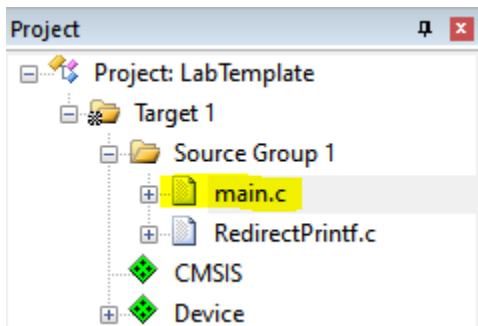 Project
Project: LabTemplate
Target 1
Source Group 1
main.c
RedirectPrintf.c
CMSIS
Device